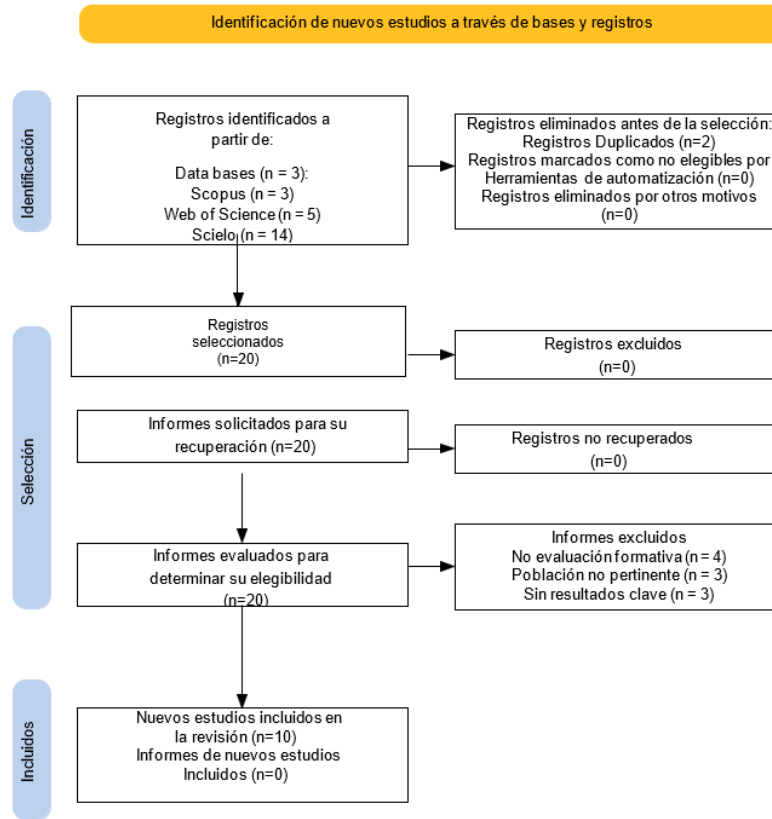 Identificación de nuevos estudios a través de bases y registros
Identificación
Registros identificados a
partir de:
Data bases (n = 3):
Scopus (n = 3)
Web of Science (n = 5)
Scielo (n = 14)
Registros eliminados antes de la selección:
Registros Duplicados (n=2)
Registros marcados como no elegibles por
Herramientas de automatización (n=0)
Registros eliminados por otros motivos
(n=0)
Selección
Registros
seleccionados
(n=20)
Registros excluidos
(n=0)
Informes solicitados para su
recuperación (n=20)
Registros no recuperados
(n=0)
Informes evaluados para
determinar su elegibilidad
(n=20)
Informes excluidos
No evaluación formativa (n = 4)
Población no pertinente (n = 3)
Sin resultados clave (n = 3)
Incluidos
Nuevos estudios incluidos en
la revisión (n=10)
Informes de nuevos estudios
Incluidos (n=0)